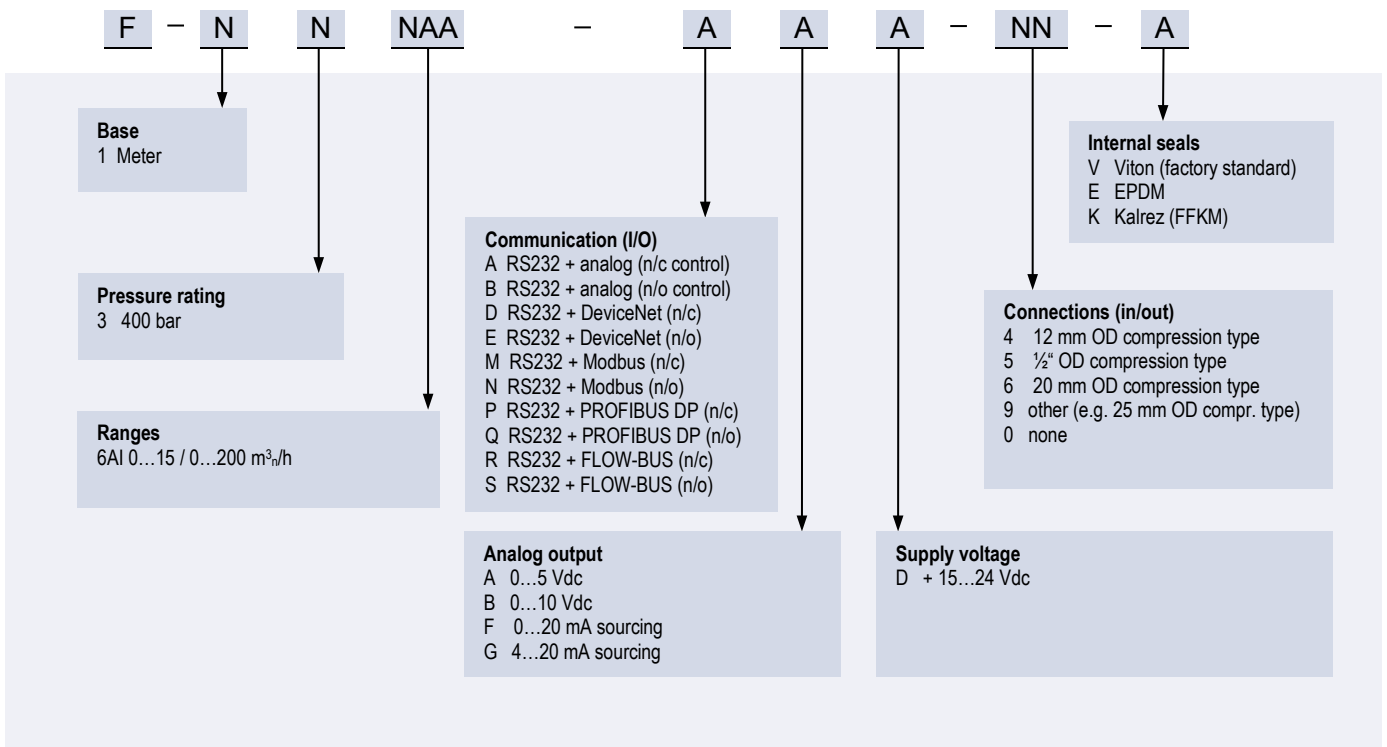 F – N N NAA – A A A – NN – A
Base
1 Meter
Pressure rating
3 400 bar
Ranges
6AI 0…15 / 0…200 m³ₙ/h
Communication (I/O)
A RS232 + analog (n/c control)
B RS232 + analog (n/o control)
D RS232 + DeviceNet (n/c)
E RS232 + DeviceNet (n/o)
M RS232 + Modbus (n/c)
N RS232 + Modbus (n/o)
P RS232 + PROFIBUS DP (n/c)
Q RS232 + PROFIBUS DP (n/o)
R RS232 + FLOW-BUS (n/c)
S RS232 + FLOW-BUS (n/o)
Analog output
A 0…5 Vdc
B 0…10 Vdc
F 0…20 mA sourcing
G 4…20 mA sourcing
Supply voltage
D + 15…24 Vdc
Connections (in/out)
4 12 mm OD compression type
5 ½“ OD compression type
6 20 mm OD compression type
9 other (e.g. 25 mm OD compr. type)
0 none
Internal seals
V Viton (factory standard)
E EPDM
K Kalrez (FFKM)